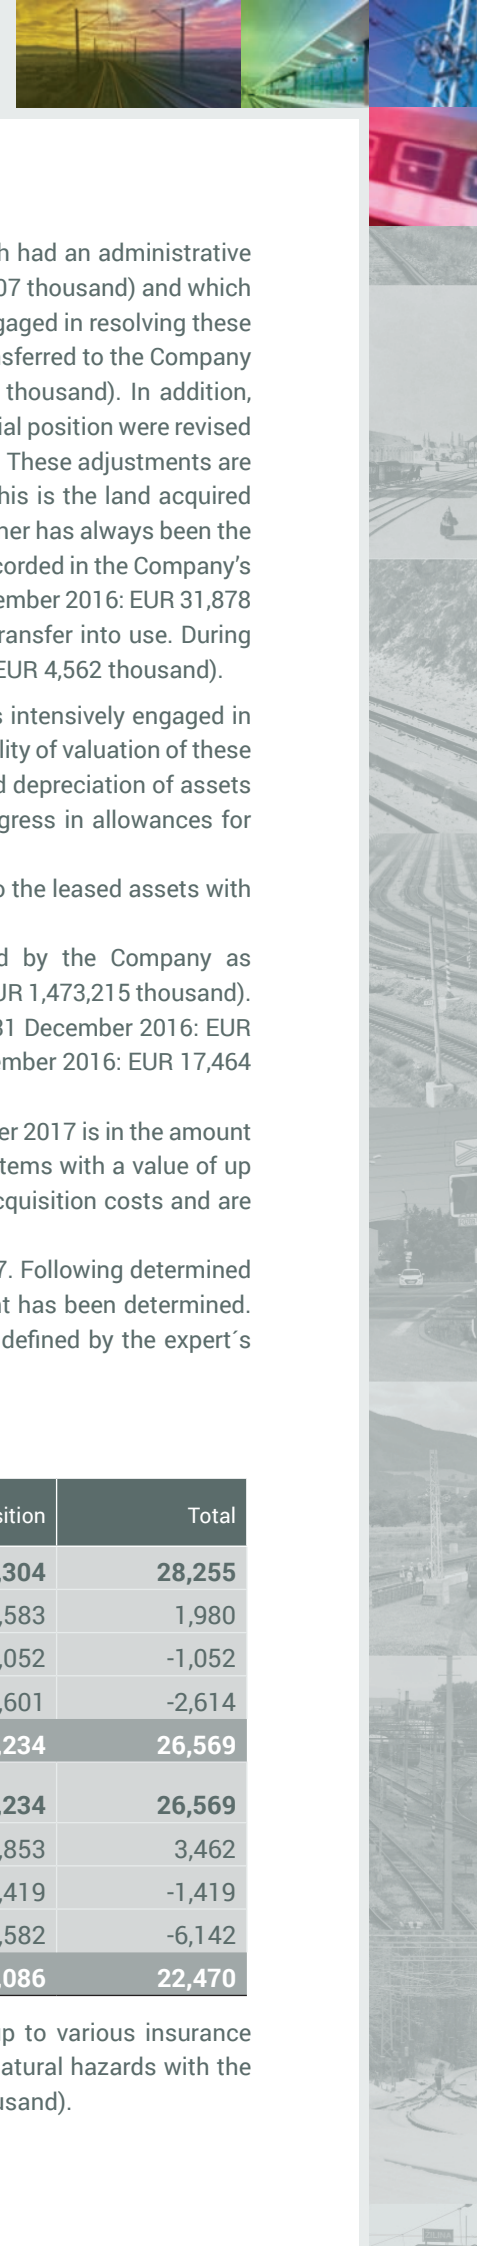 had an administrative
07 thousand) and which
gaged in resolving these
nsferred to the Company
thousand). In addition,
ial position were revised
These adjustments are
his is the land acquired
ner has always been the
corded in the Company's
ember 2016: EUR 31,878
ransfer into use. During
EUR 4,562 thousand).
s intensively engaged in
lity of valuation of these
d depreciation of assets
gress in allowances for
o the leased assets with
d by the Company as
UR 1,473,215 thousand).
31 December 2016: EUR
ember 2016: EUR 17,464
er 2017 is in the amount
tems with a value of up
cquisition costs and are
7. Following determined
nt has been determined.
defined by the expert´s
sition Total
,304 28,255
,583 1,980
,052 -1,052
,601 -2,614
,234 26,569
,234 26,569
,853 3,462
,419 -1,419
,582 -6,142
,086 22,470
up to various insurance
atural hazards with the
usand).
ŽILINA